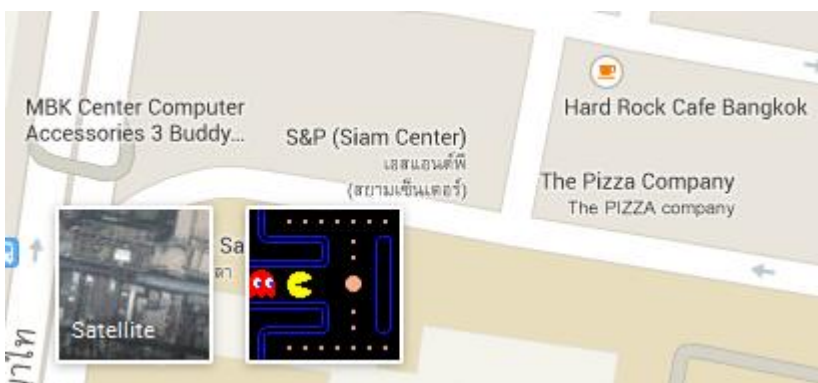 MBK Center Computer
Accessories 3 Buddy...
Hard Rock Cafe Bangkok
S&P (Siam Center)
เอสแอนด์พี
(สยามเซ็นเตอร์)
The Pizza Company
The PIZZA company
Sa
Satellite